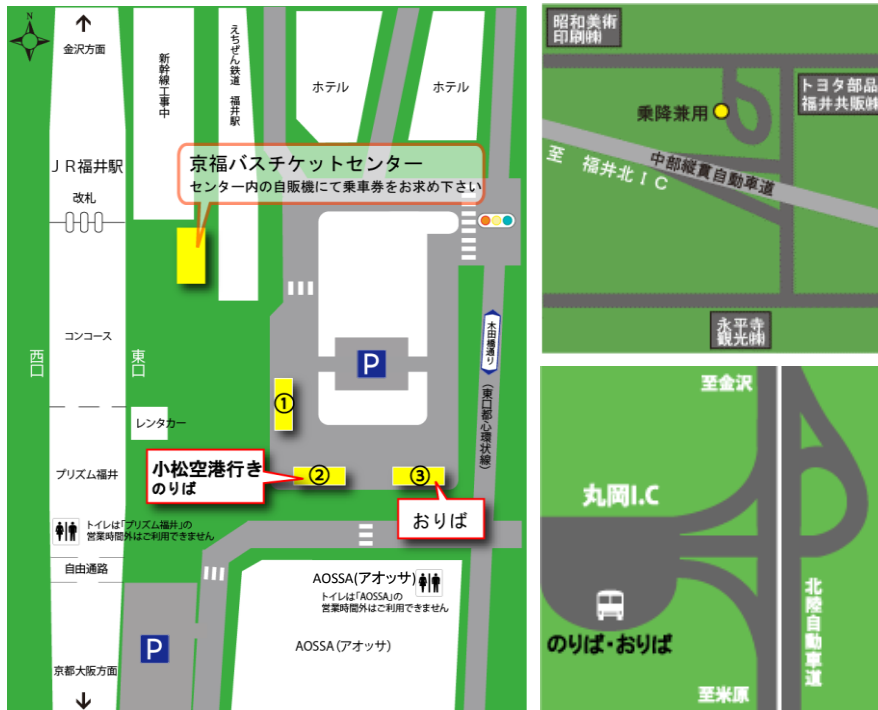 N
金沢方面
新幹線工事中
えちぜん鉄道 福井駅
ホテル
ホテル
京福バスチケットセンター
センター内の自販機にて乗車券をお求め下さい
JR福井駅
改札
コンコース
西口
東口
P
木田橋通り
(東口都心環状線)
①
レンタカー
小松空港行き
のりば
②
③
おりば
プリズム福井
トイレは「プリズム福井」の
営業時間外はご利用できません
自由通路
AOSSA(アオッサ)
トイレは「AOSSA」の
営業時間外はご利用できません
AOSSA(アオッサ)
P
京都大阪方面
昭和美術
印刷㈱
トヨタ部品
福井共販㈱
乗降兼用
中部縦貫自動車道
至 福井北IC
永平寺
観光㈱
至金沢
丸岡I.C
北陸自動車道
のりば・おりば
至米原